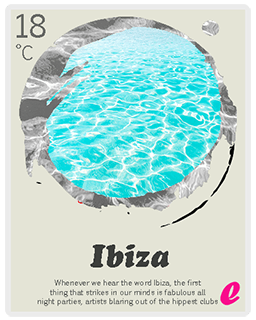 18
°C
Ibiza
Whenever we hear the word Ibiza, the first
thing that strikes in our minds is fabulous all
night parties, artists blaring out of the hippest clubs
e